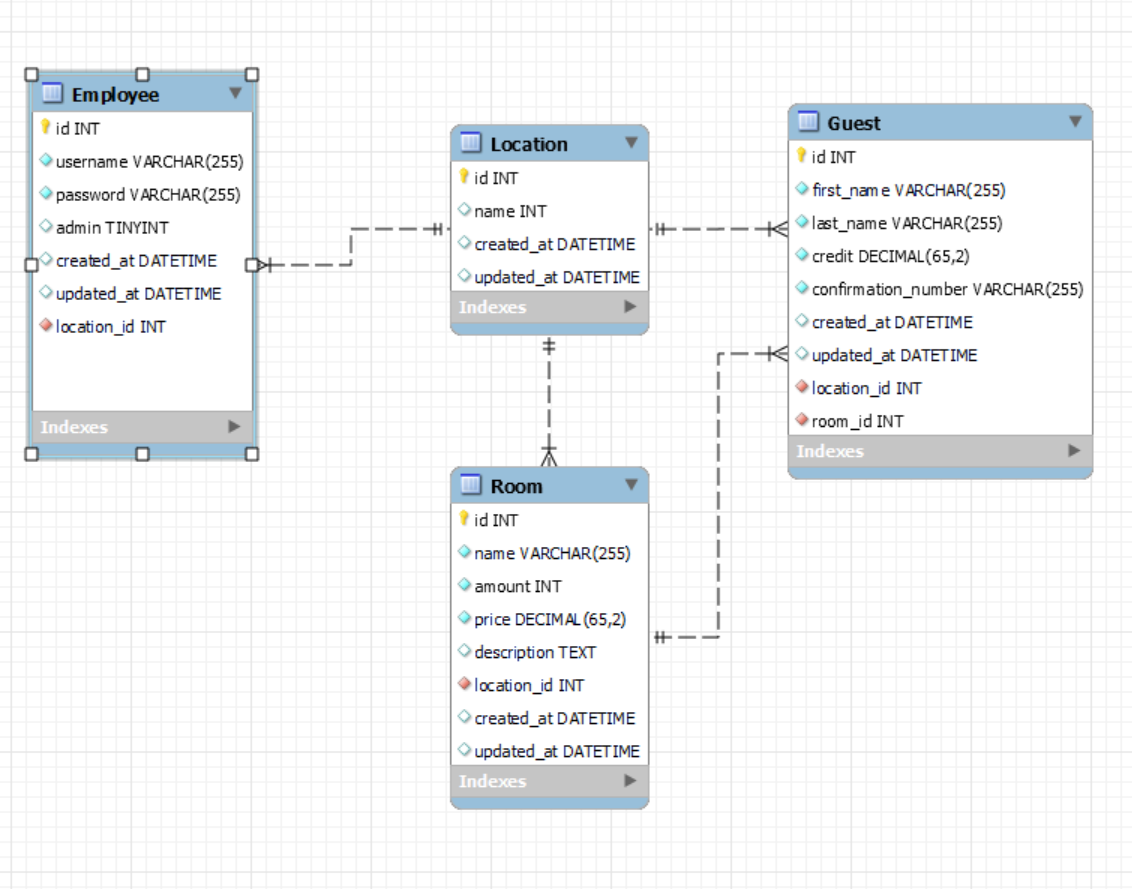 Employee
id INT
username VARCHAR(255)
password VARCHAR(255)
admin TINYINT
created_at DATETIME
updated_at DATETIME
location_id INT
Indexes
Location
id INT
name INT
created_at DATETIME
updated_at DATETIME
Indexes
Guest
id INT
first_name VARCHAR(255)
last_name VARCHAR(255)
credit DECIMAL(65,2)
confirmation_number VARCHAR(255)
created_at DATETIME
updated_at DATETIME
location_id INT
room_id INT
Indexes
Room
id INT
name VARCHAR(255)
amount INT
price DECIMAL(65,2)
description TEXT
location_id INT
created_at DATETIME
updated_at DATETIME
Indexes